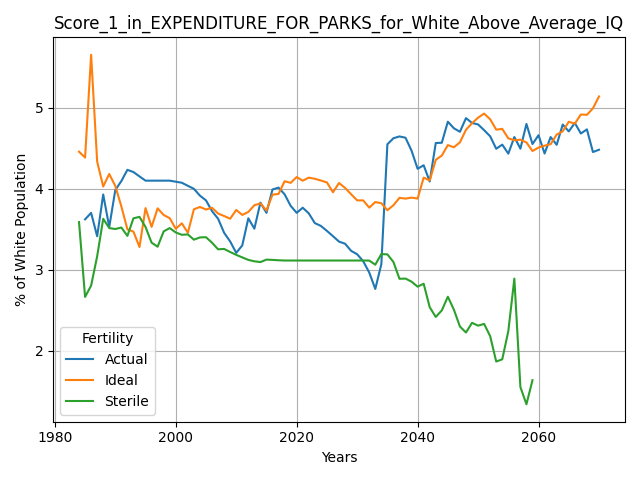 Score_1_in_EXPENDITURE_FOR_PARKS_for_White_Above_Average_IQ
% of White Population
5
4
3
2
Fertility
Actual
Ideal
Sterile
1980
2000
2020
2040
2060
Years